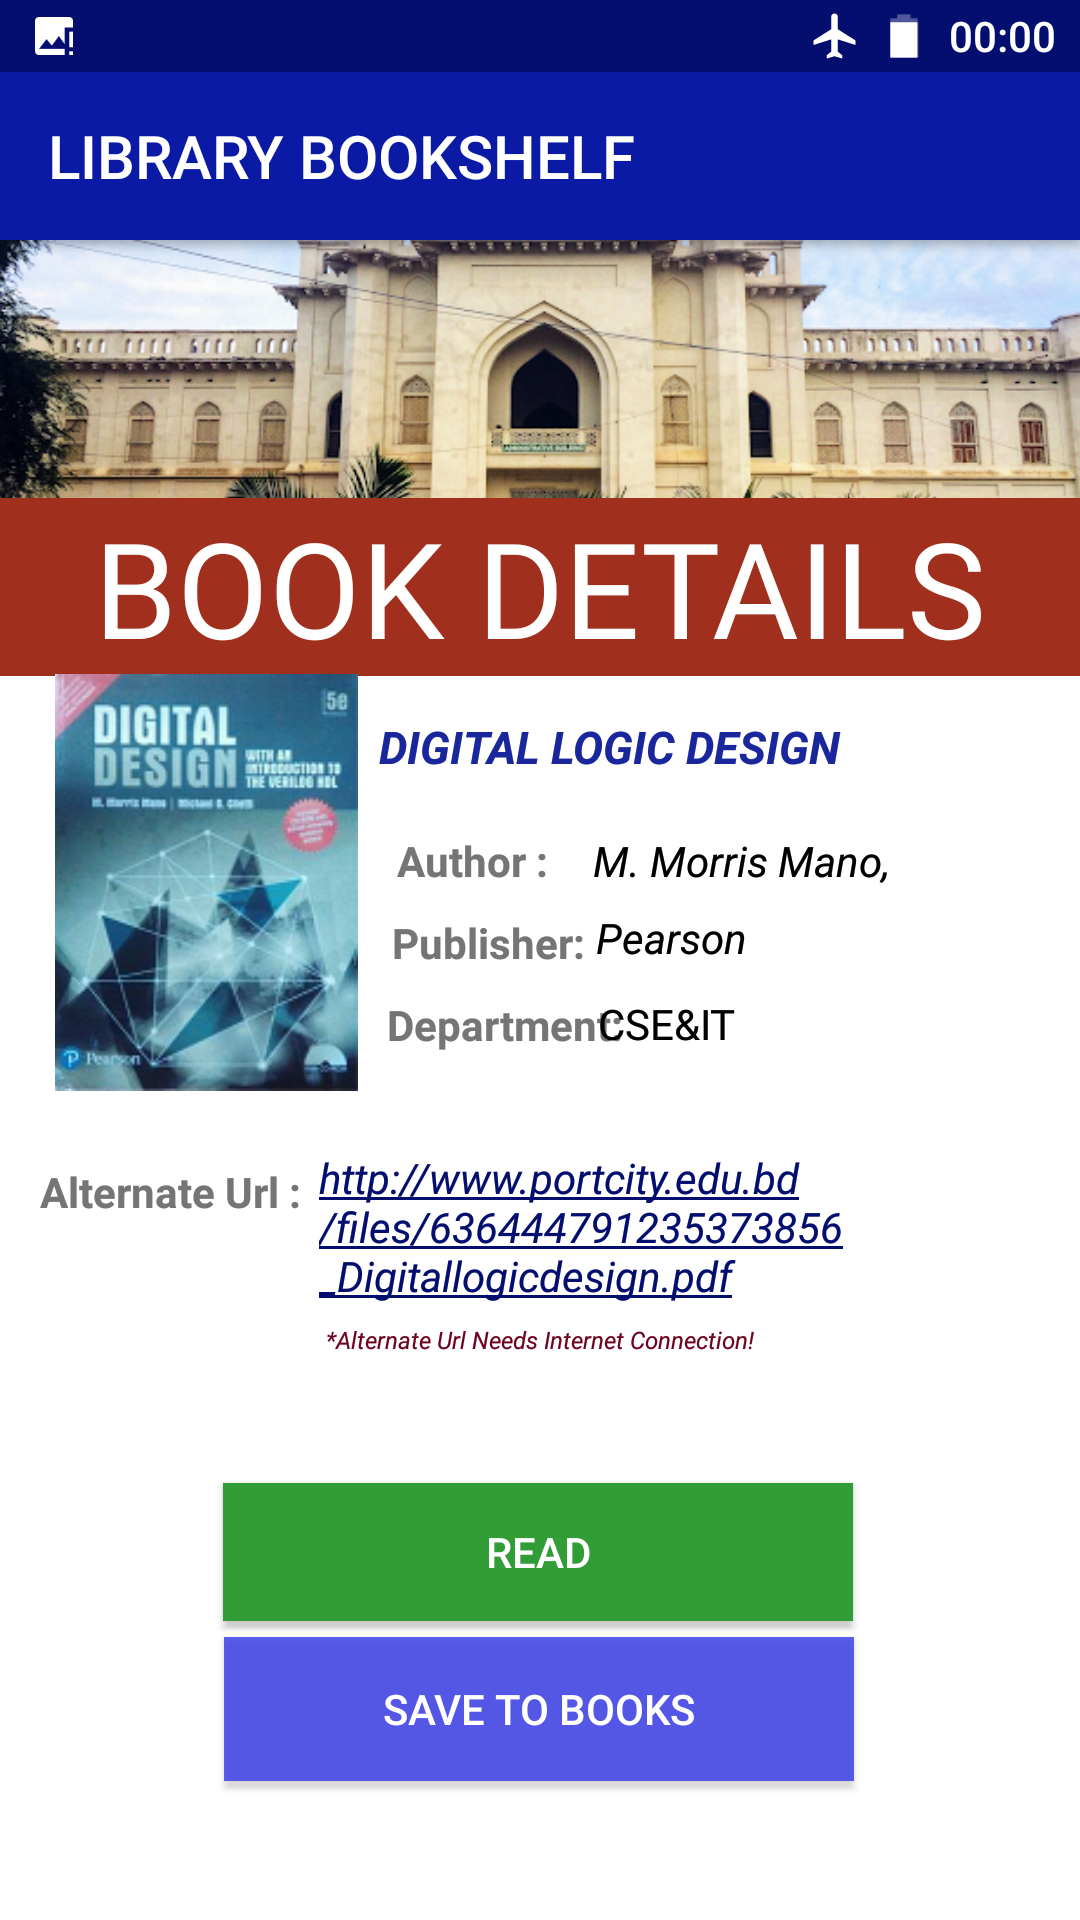 00:00
LIBRARY BOOKSHELF
BOOK DETAILS
5e
DIGITAL
DESIGN
WITH AN
INTRODUCTION TO
THE VERILOG HDL
M. Morris Mano | Michael D. Ciletti
Pearson
DIGITAL LOGIC DESIGN
Author : M. Morris Mano,
Publisher: Pearson
Department: CSE&IT
Alternate Url : http://www.portcity.edu.bd
/files/636444791235373856
_Digitallogicdesign.pdf
*Alternate Url Needs Internet Connection!
READ
SAVE TO BOOKS